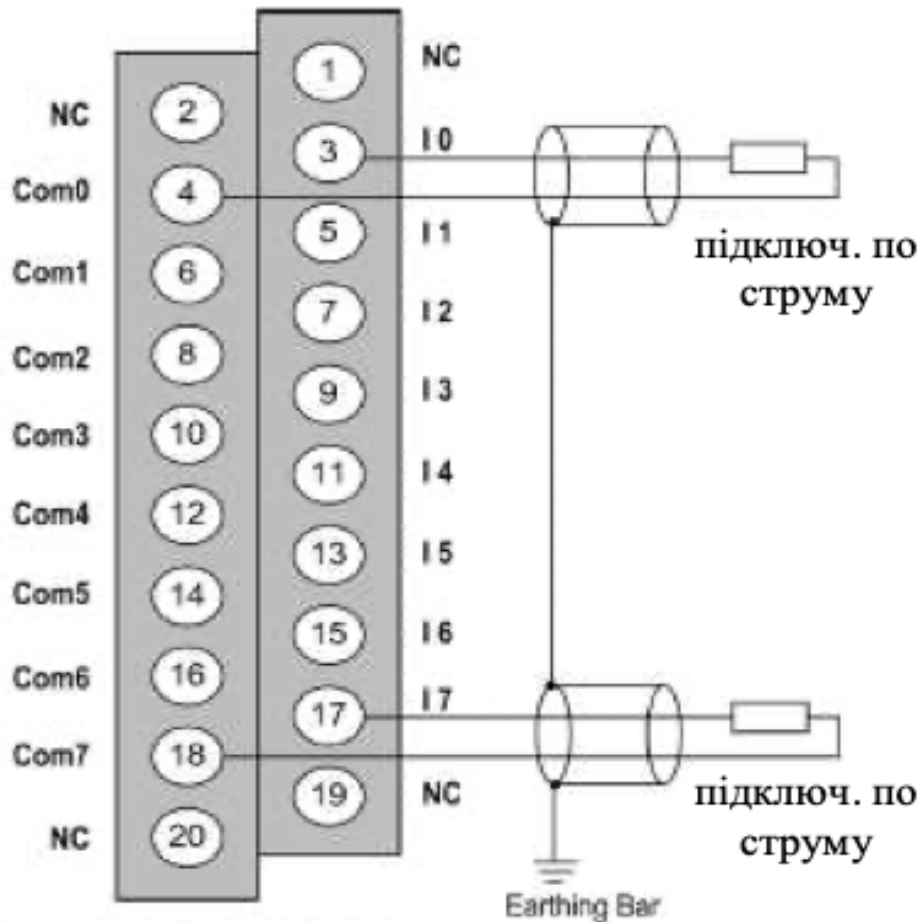 1 NC
NC 2
3 I0
Com0 4
підключ. по
струму
5 I1
Com1 6
7 I2
Com2 8
9 I3
Com3 10
11 I4
Com4 12
13 I5
Com5 14
15 I6
Com6 16
17 I7
Com7 18
19 NC
підключ. по
струму
NC 20
Earthing Bar